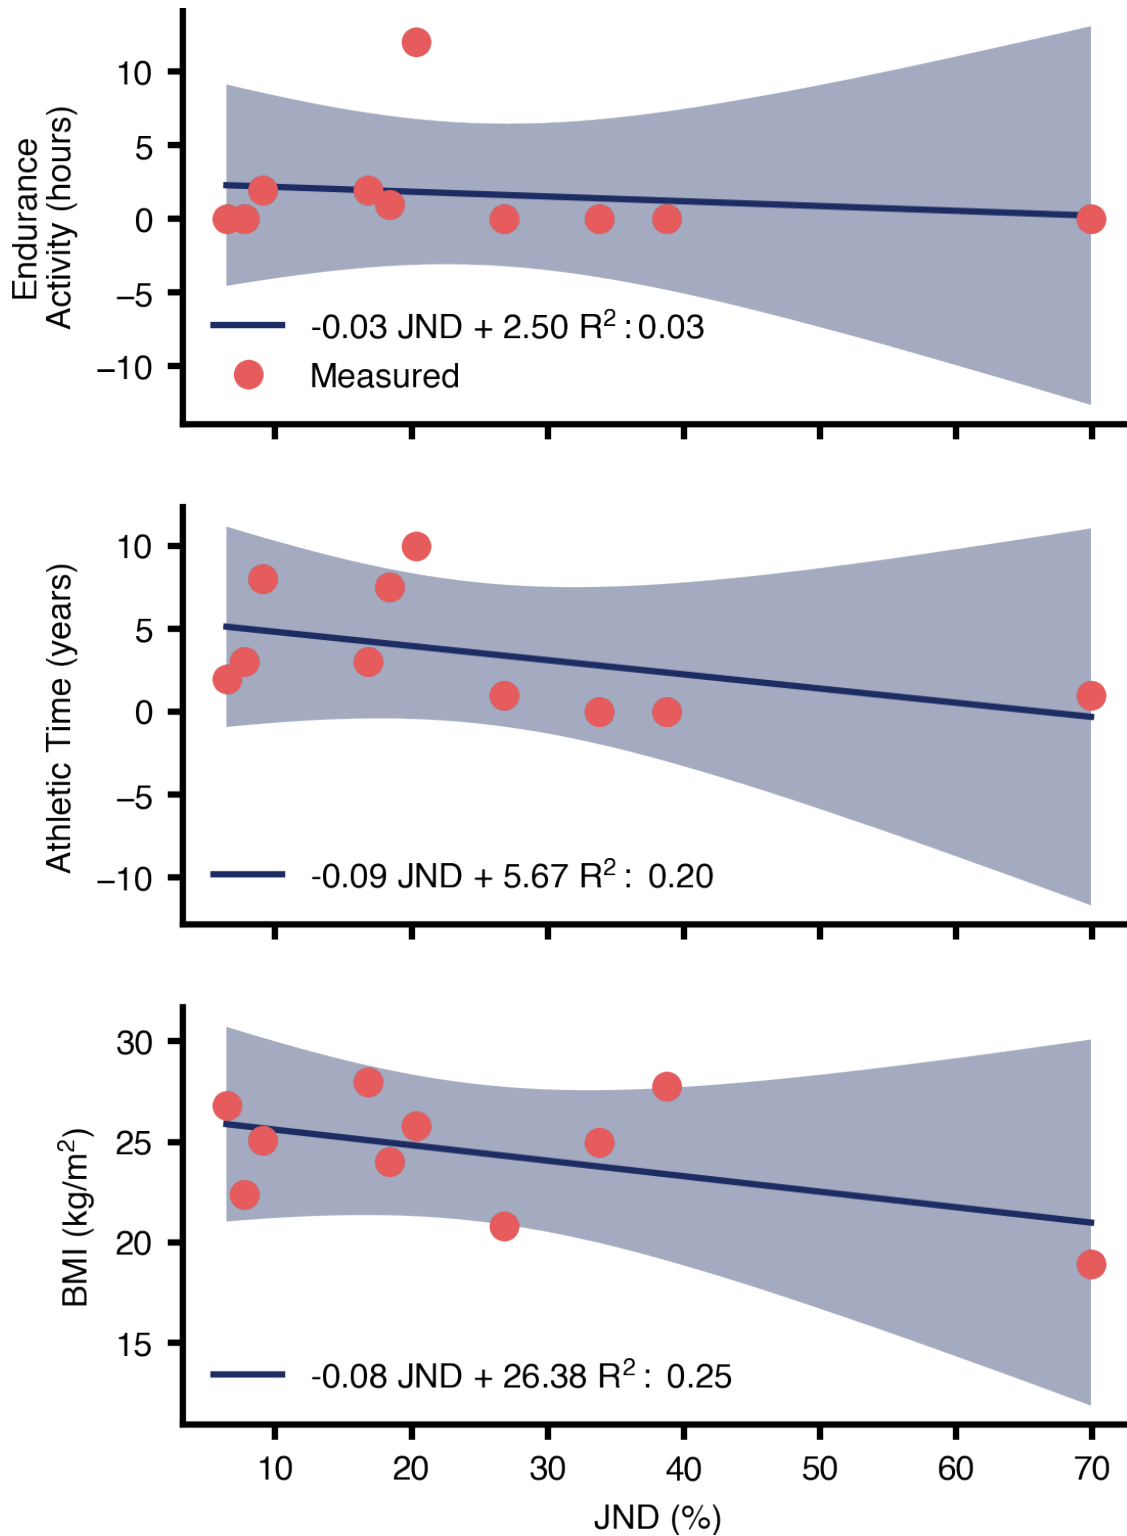 10
5
0
−5
−10
Endurance
Activity (hours)
-0.03 JND + 2.50 R²: 0.03
Measured
10
5
0
−5
−10
Athletic Time (years)
-0.09 JND + 5.67 R²: 0.20
30
25
20
15
BMI (kg/m²)
-0.08 JND + 26.38 R²: 0.25
10 20 30 40 50 60 70
JND (%)